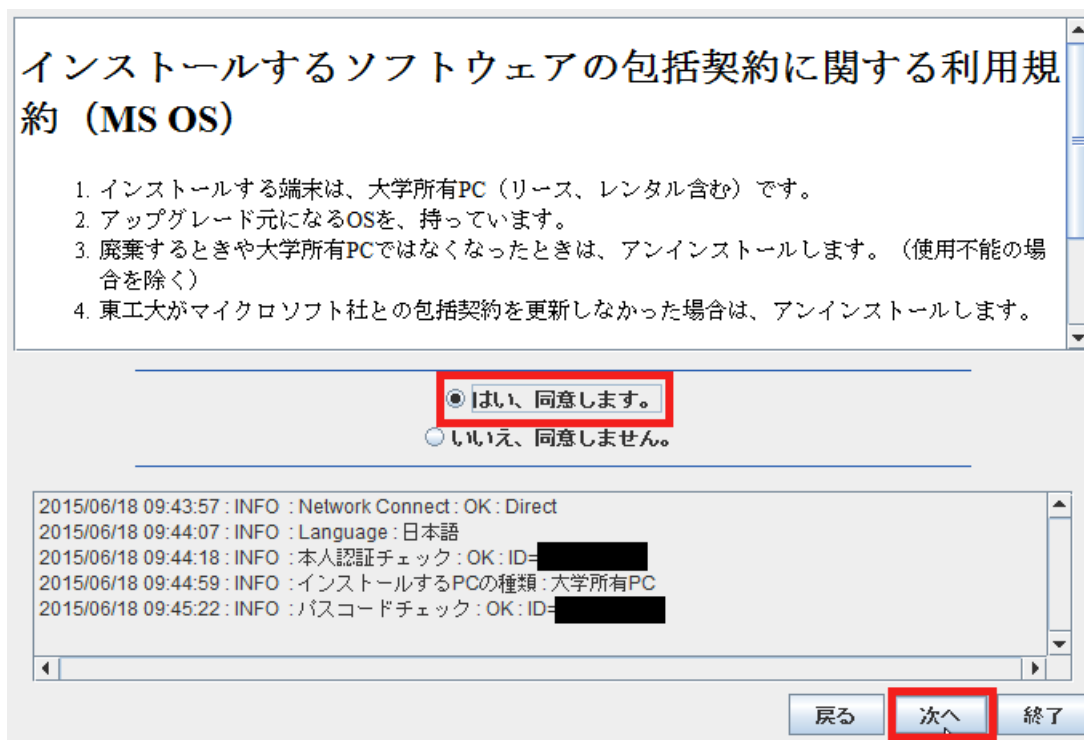 インストールするソフトウェアの包括契約に関する利用規
約（MS OS）
1. インストールする端末は、大学所有PC（リース、レンタル含む）です。
2. アップグレード元になるOSを、持っています。
3. 廃棄するときや大学所有PCではなくなったときは、アンインストールします。（使用不能の場
合を除く）
4. 東工大がマイクロソフト社との包括契約を更新しなかった場合は、アンインストールします。
はい、同意します。
いいえ、同意しません。
2015/06/18 09:43:57 : INFO : Network Connect : OK : Direct
2015/06/18 09:44:07 : INFO : Language : 日本語
2015/06/18 09:44:18 : INFO : 本人認証チェック : OK : ID=
2015/06/18 09:44:59 : INFO : インストールするPCの種類 : 大学所有PC
2015/06/18 09:45:22 : INFO : パスコードチェック : OK : ID=
戻る 次へ 終了